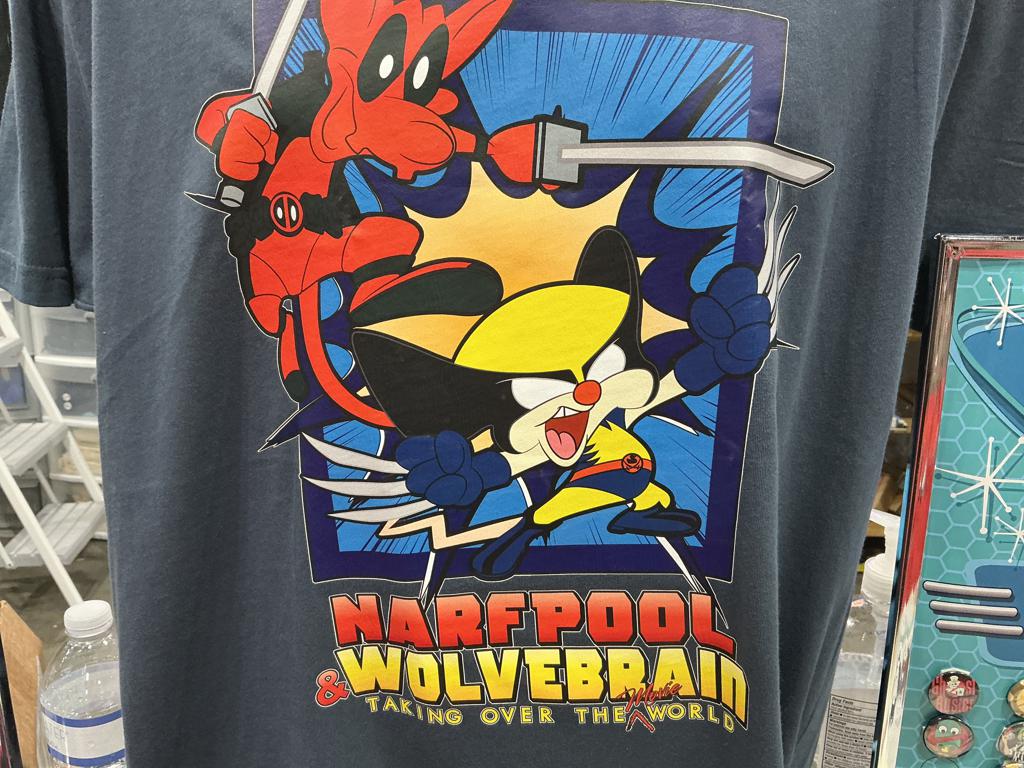 NARFPOOL
& WOLVEBRAIN
TAKING OVER THE Movie WORLD